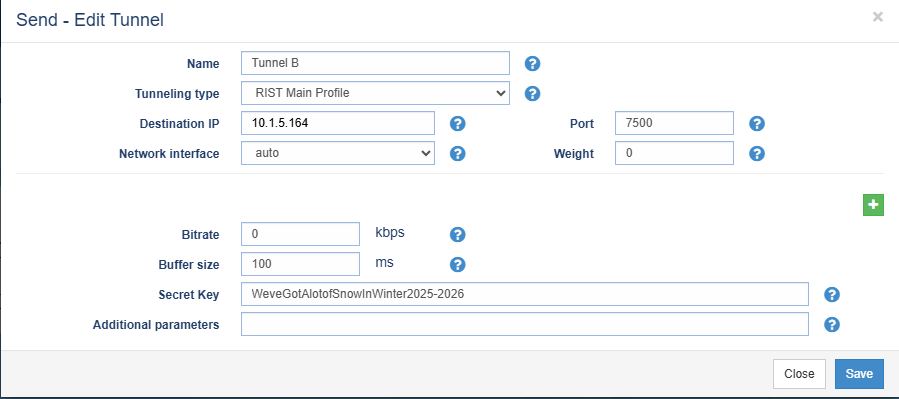 Send - Edit Tunnel ×
Name Tunnel B ?
Tunneling type RIST Main Profile ?
Destination IP 10.1.5.164 ? Port 7500 ?
Network interface auto ? Weight 0 ?
+
Bitrate 0 kbps ?
Buffer size 100 ms ?
Secret Key WeveGotAlotofSnowInWinter2025-2026 ?
Additional parameters ?
Close Save